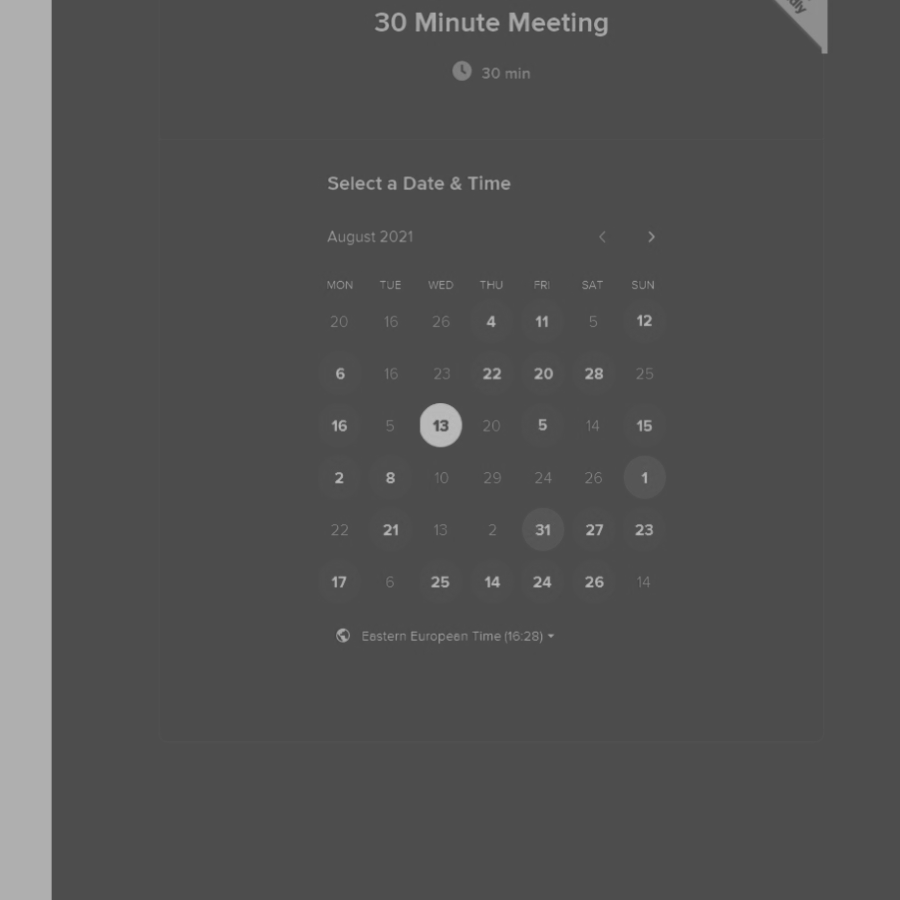 30 Minute Meeting
30 min
Select a Date & Time
August 2021
MON TUE WED THU FRI SAT SUN
20 16 26 4 11 5 12
6 16 23 22 20 28 25
16 5 13 20 5 14 15
2 8 10 29 24 26 1
22 21 13 2 31 27 23
17 6 25 14 24 26 14
Eastern European Time (16:28)